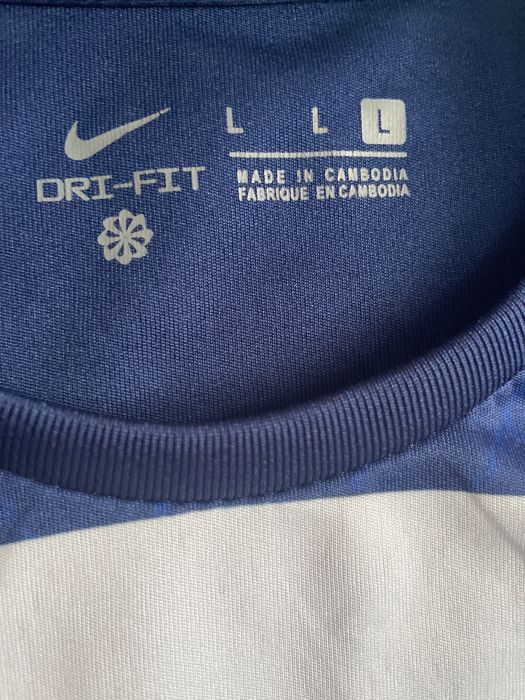 L L L
DRI-FIT
MADE IN CAMBODIA
FABRIQUE EN CAMBODIA